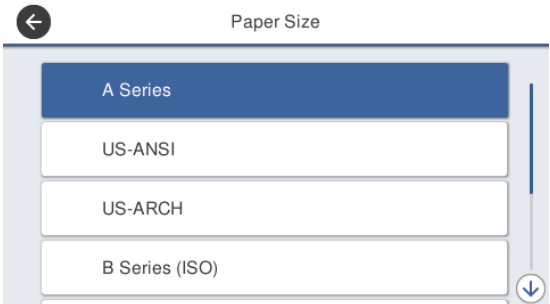 Paper Size
A Series
US-ANSI
US-ARCH
B Series (ISO)